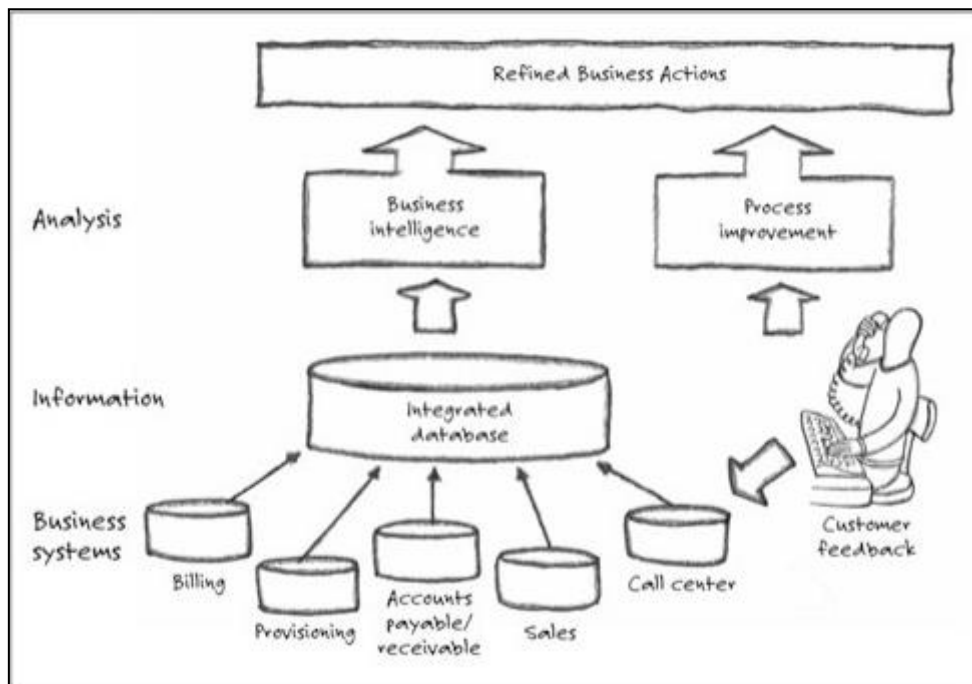 Refined Business Actions
Analysis
Business
intelligence
Process
improvement
Information
Integrated
database
Business
systems
Billing
Provisioning
Accounts
payable/
receivable
Sales
Call center
Customer
feedback